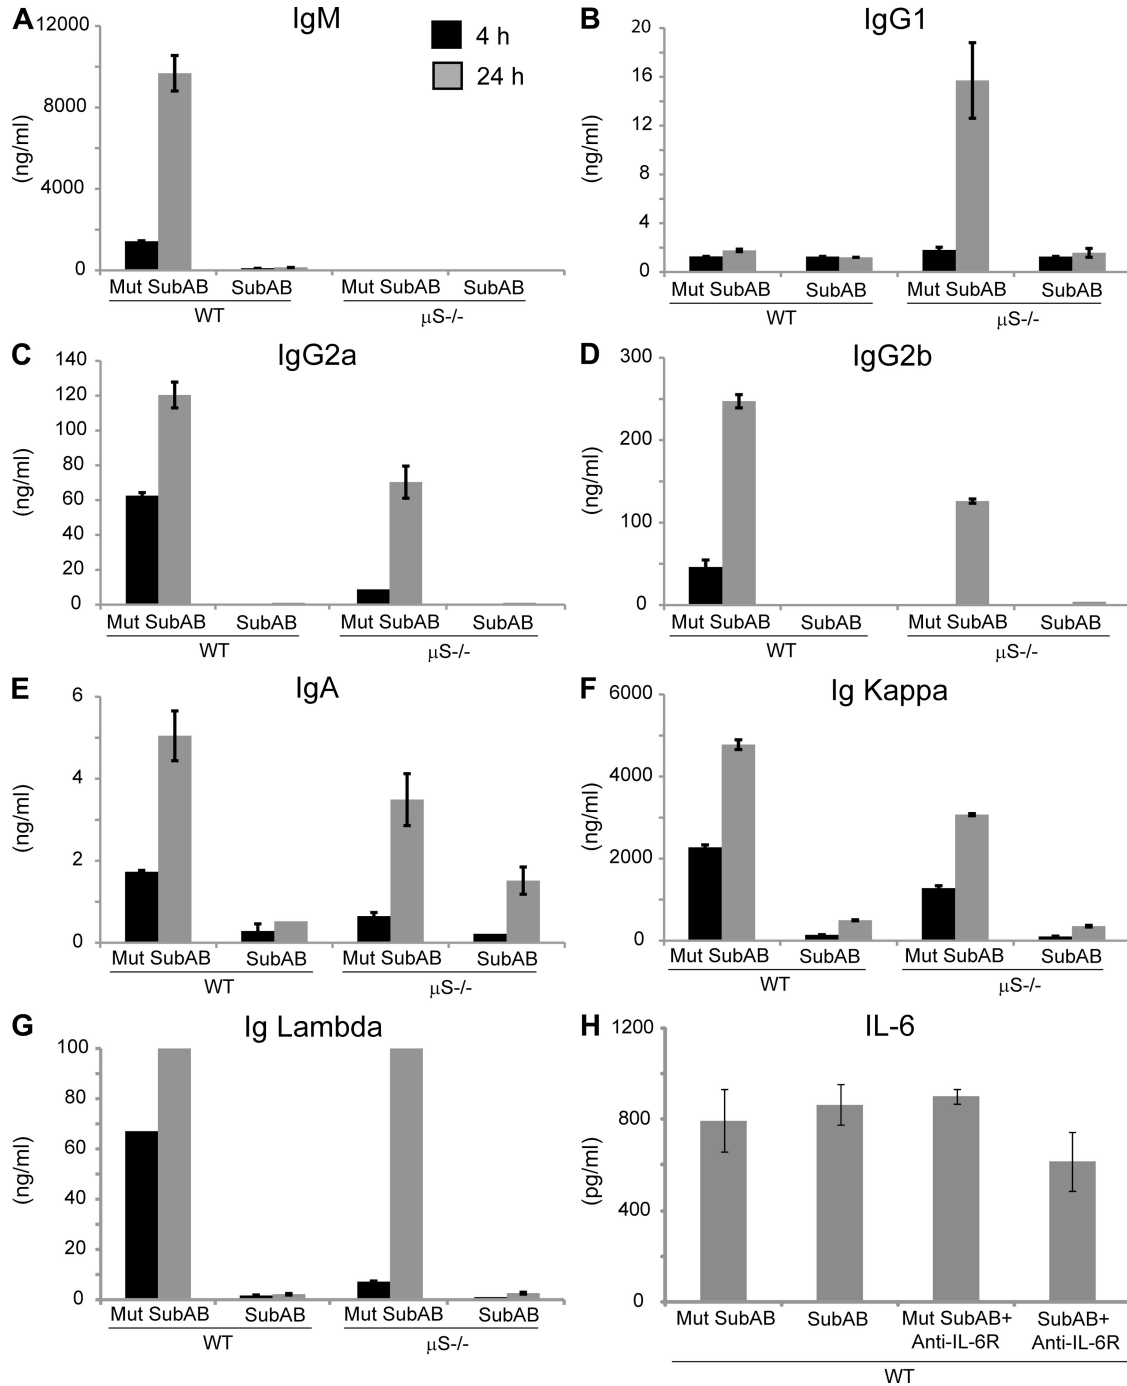 A
IgM
12000
8000
4000
0
(ng/ml)
4 h
24 h
Mut SubAB SubAB Mut SubAB SubAB
WT μS-/-
B
IgG1
20
16
12
8
4
0
(ng/ml)
Mut SubAB SubAB Mut SubAB SubAB
WT μS-/-
C
IgG2a
140
120
100
80
60
40
20
0
(ng/ml)
Mut SubAB SubAB Mut SubAB SubAB
WT μS-/-
D
IgG2b
300
200
100
0
(ng/ml)
Mut SubAB SubAB Mut SubAB SubAB
WT μS-/-
E
IgA
6
4
2
0
(ng/ml)
Mut SubAB SubAB Mut SubAB SubAB
WT μS-/-
F
Ig Kappa
6000
4000
2000
0
(ng/ml)
Mut SubAB SubAB Mut SubAB SubAB
WT μS-/-
G
Ig Lambda
100
80
60
40
20
0
(ng/ml)
Mut SubAB SubAB Mut SubAB SubAB
WT μS-/-
H
IL-6
1200
800
400
0
(pg/ml)
Mut SubAB SubAB Mut SubAB+ SubAB+
Anti-IL-6R Anti-IL-6R
WT